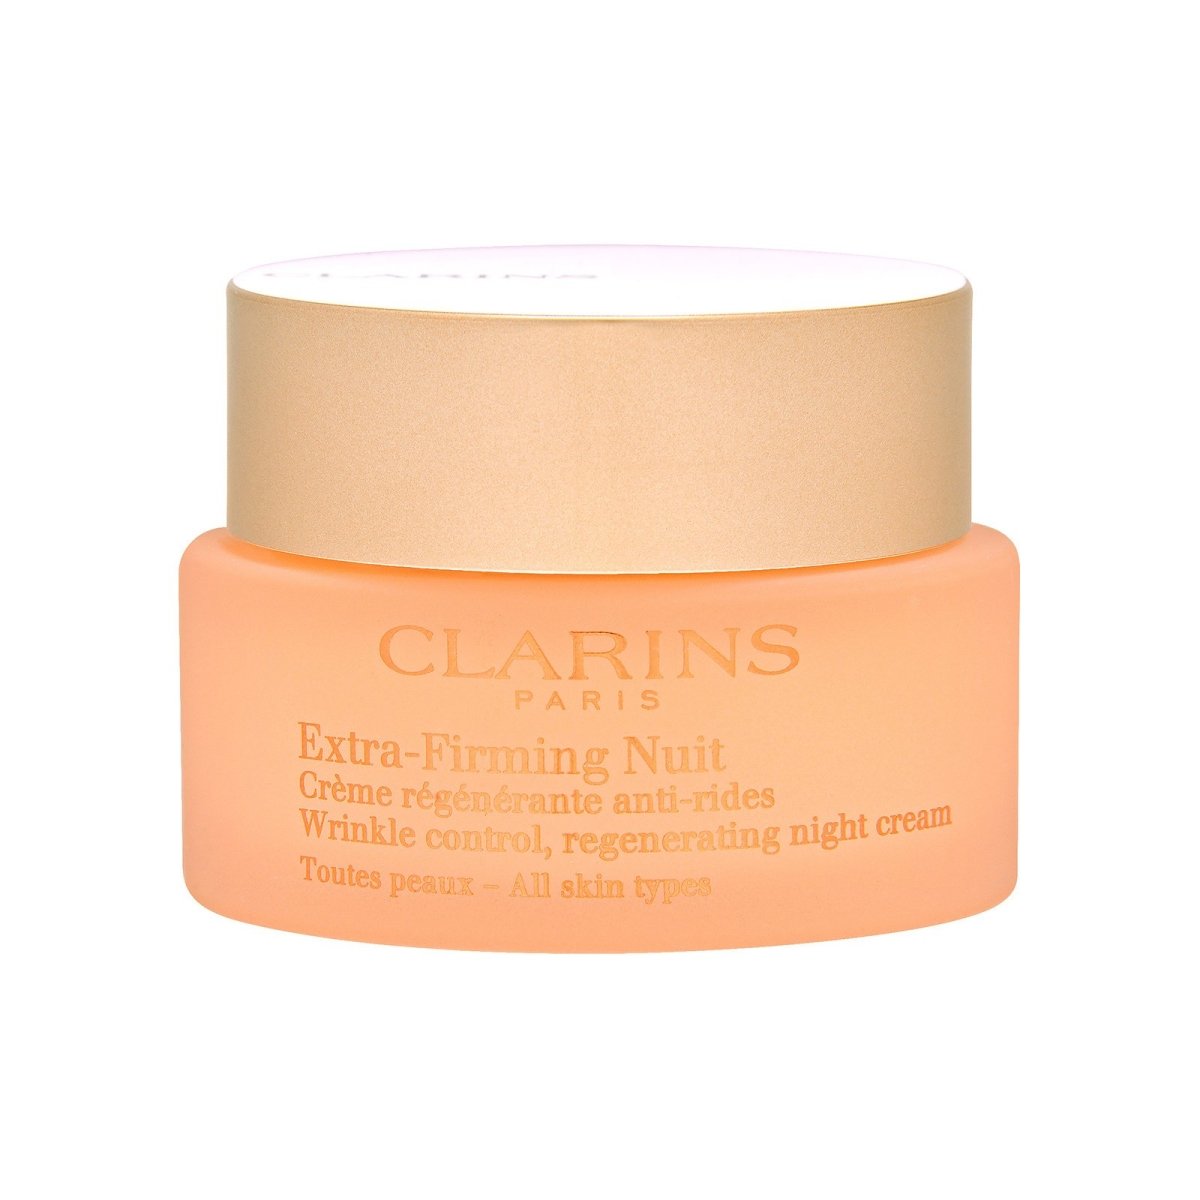 CLARINS
CLARINS
PARIS
Extra-Firming Nuit
Crème régénérante anti-rides
Wrinkle control, regenerating night cream
Toutes peaux – All skin types